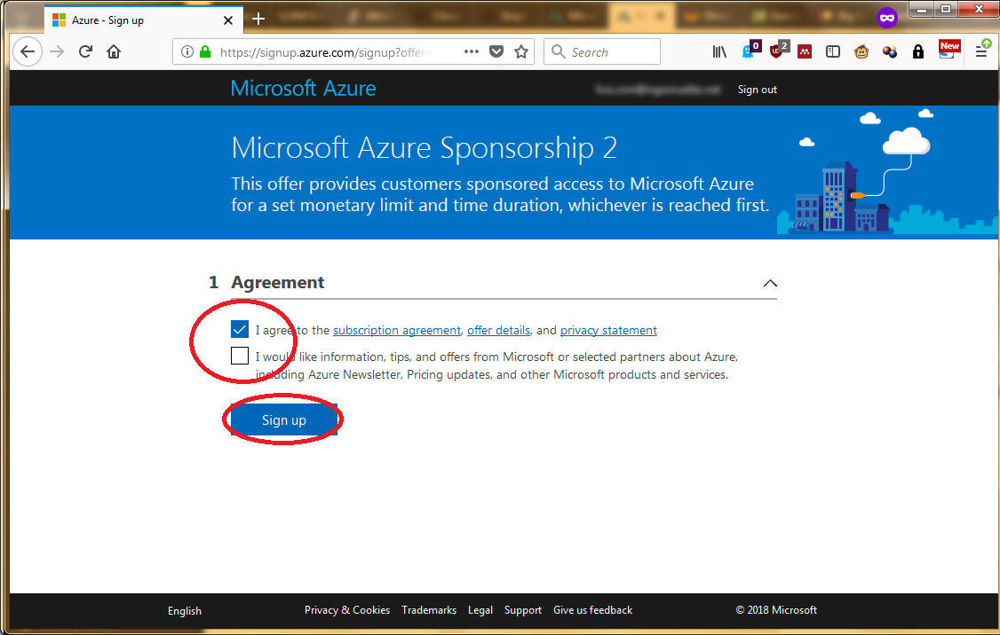 Azure - Sign up
https://signup.azure.com/signup?offer=
Search
0
2
New
Microsoft Azure
Sign out
Microsoft Azure Sponsorship 2
This offer provides customers sponsored access to Microsoft Azure
for a set monetary limit and time duration, whichever is reached first.
1 Agreement
I agree to the subscription agreement, offer details, and privacy statement
I would like information, tips, and offers from Microsoft or selected partners about Azure,
including Azure Newsletter, Pricing updates, and other Microsoft products and services.
Sign up
English
Privacy & Cookies
Trademarks
Legal
Support
Give us feedback
© 2018 Microsoft